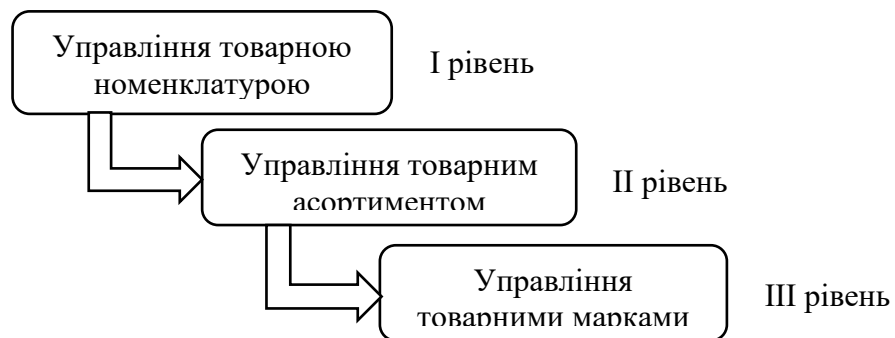 Управління товарною
номенклатурою
I рівень
Управління товарним
асортиментом
II рівень
Управління
товарними марками
III рівень